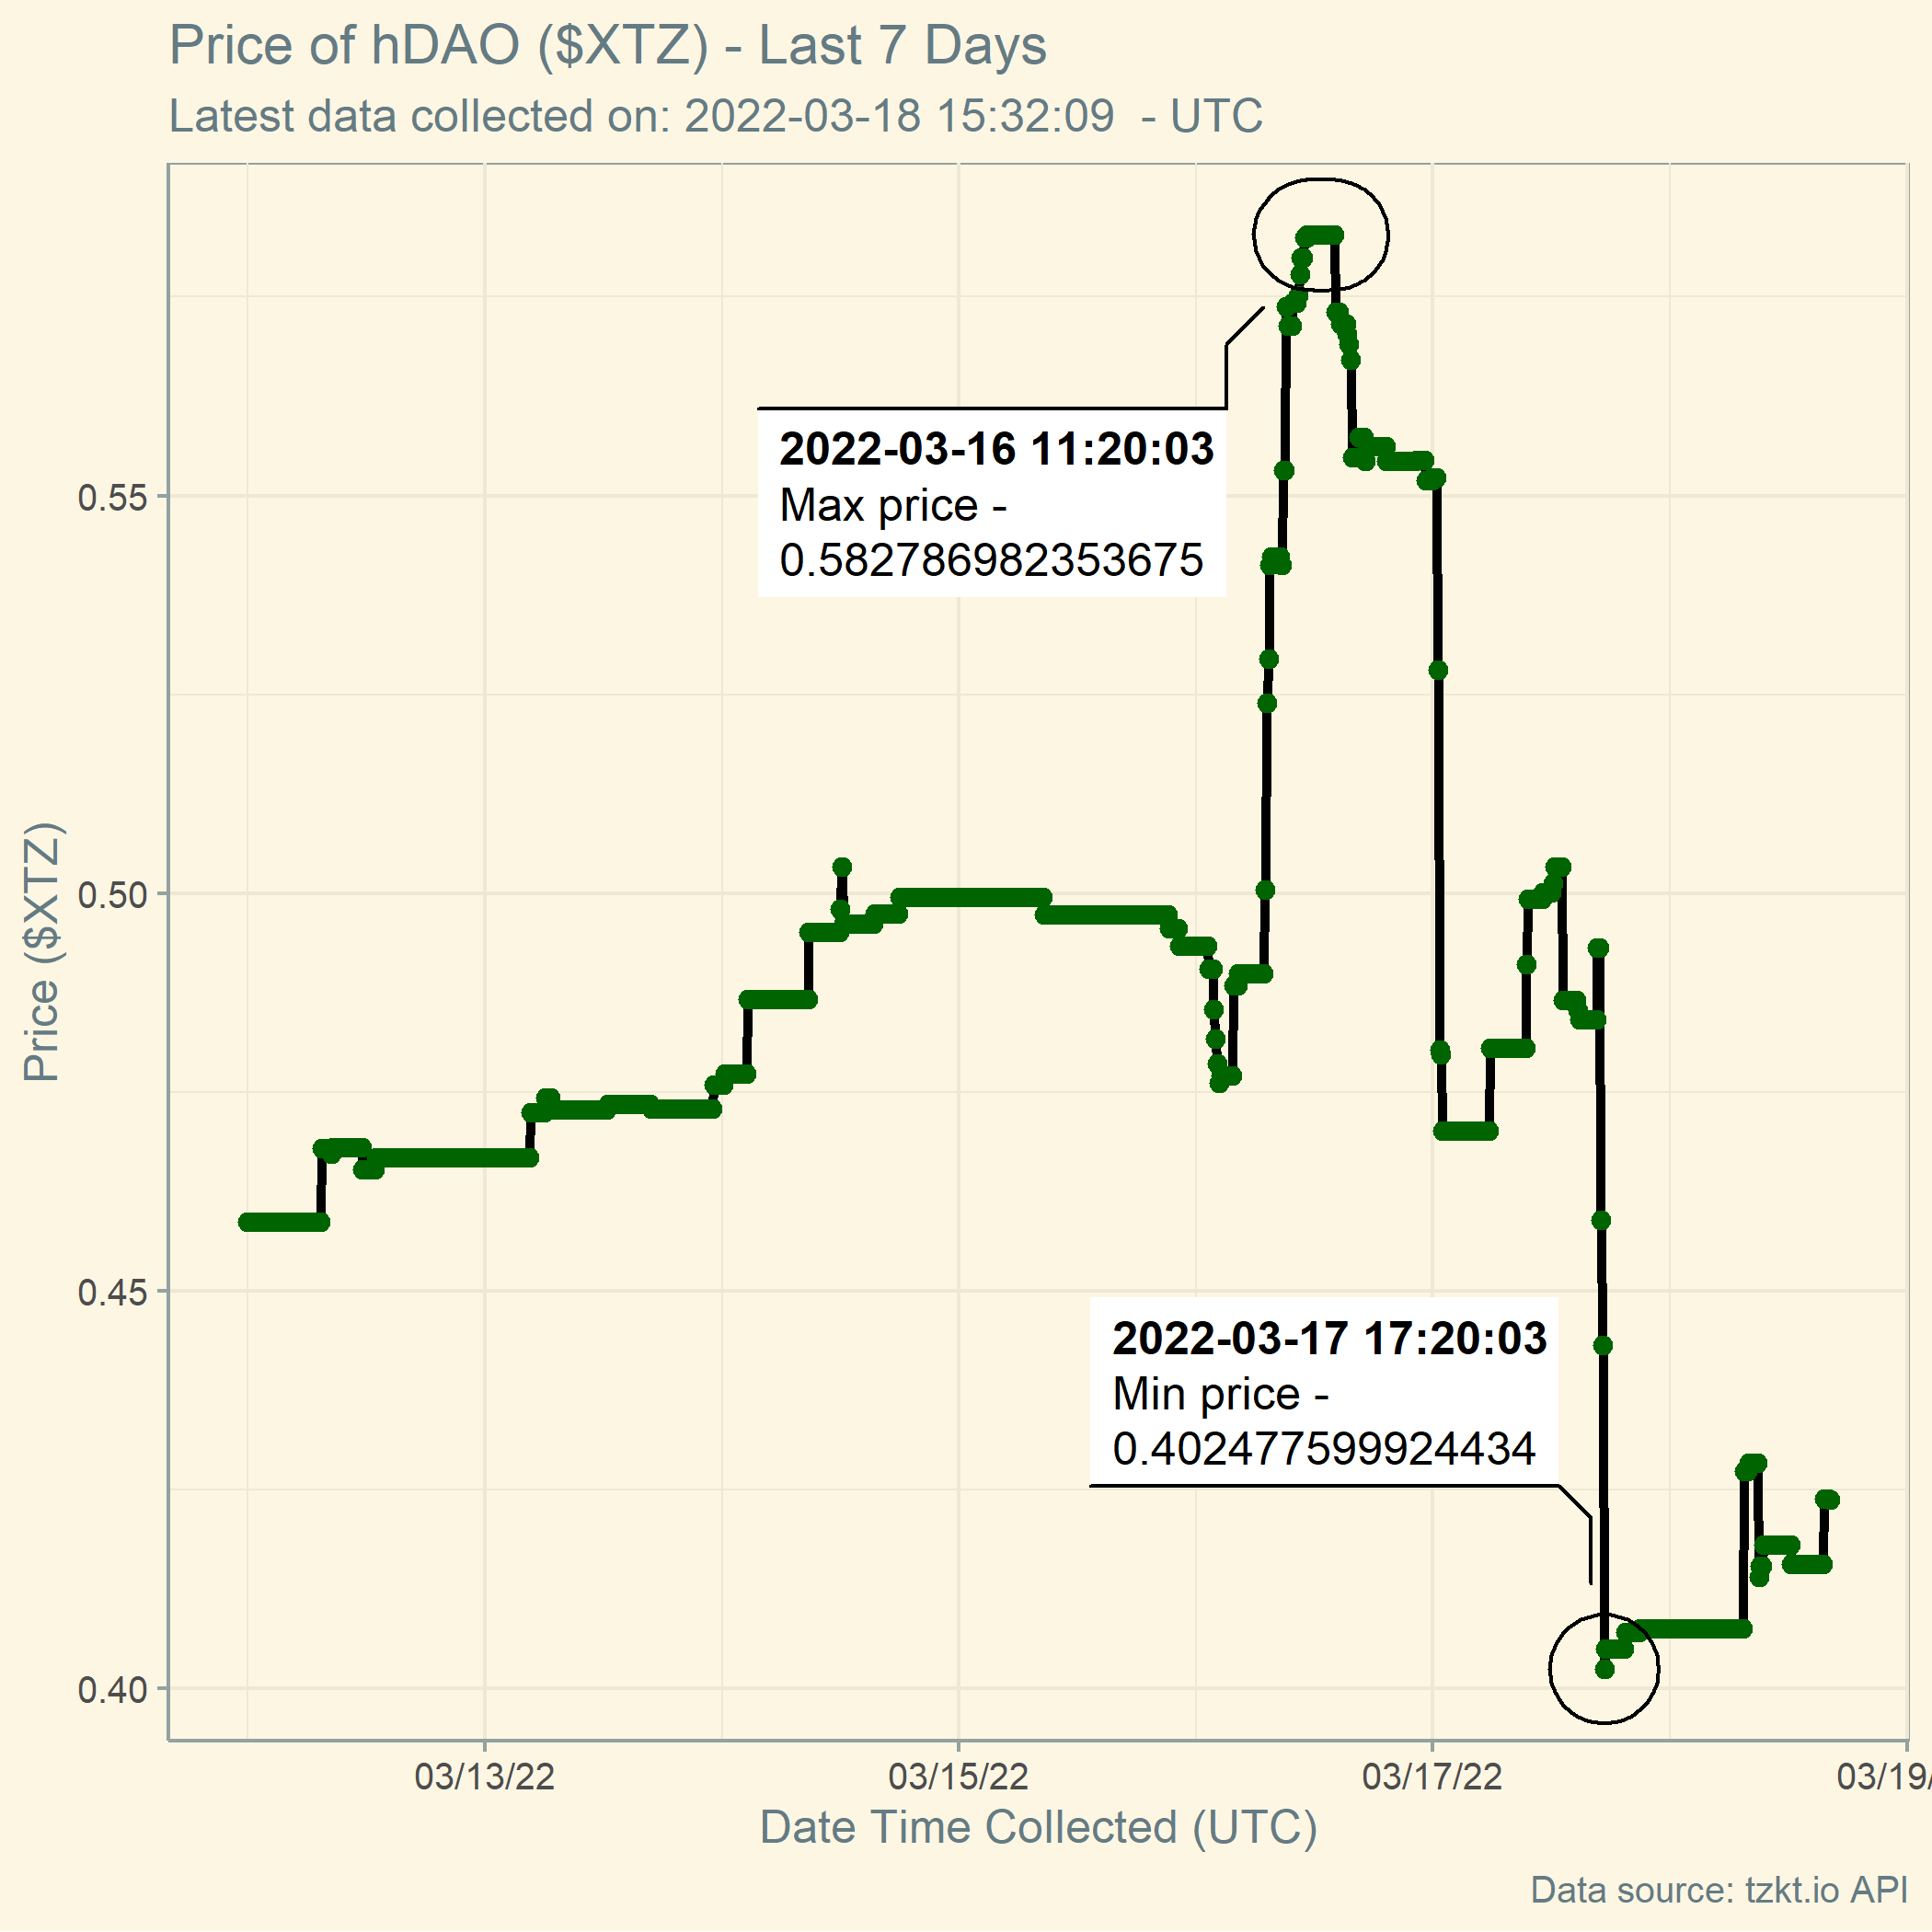 Price of hDAO ($XTZ) - Last 7 Days
Latest data collected on: 2022-03-18 15:32:09 - UTC
2022-03-16 11:20:03
Max price -
0.582786982353675
0.55
0.50
Price ($XTZ)
0.45
2022-03-17 17:20:03
Min price -
0.402477599924434
0.40
03/13/22
03/15/22
03/17/22
03/19/
Date Time Collected (UTC)
Data source: tzkt.io API